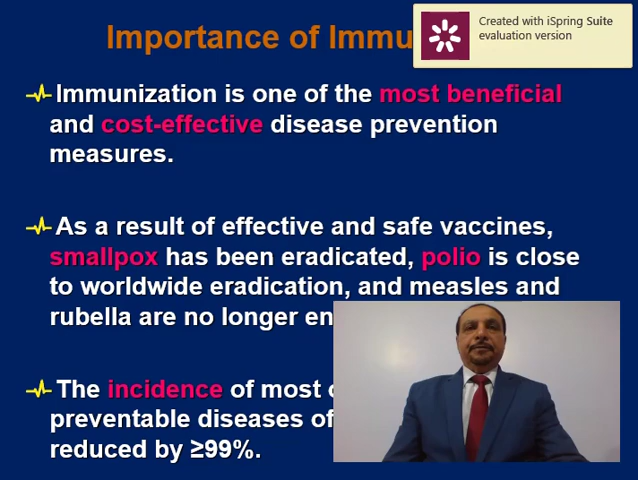 Importance of Immu
Created with iSpring Suite
evaluation version
Immunization is one of the most beneficial
and cost-effective disease prevention
measures.
As a result of effective and safe vaccines,
smallpox has been eradicated, polio is close
to worldwide eradication, and measles and
rubella are no longer en
The incidence of most
preventable diseases of
reduced by ≥99%.